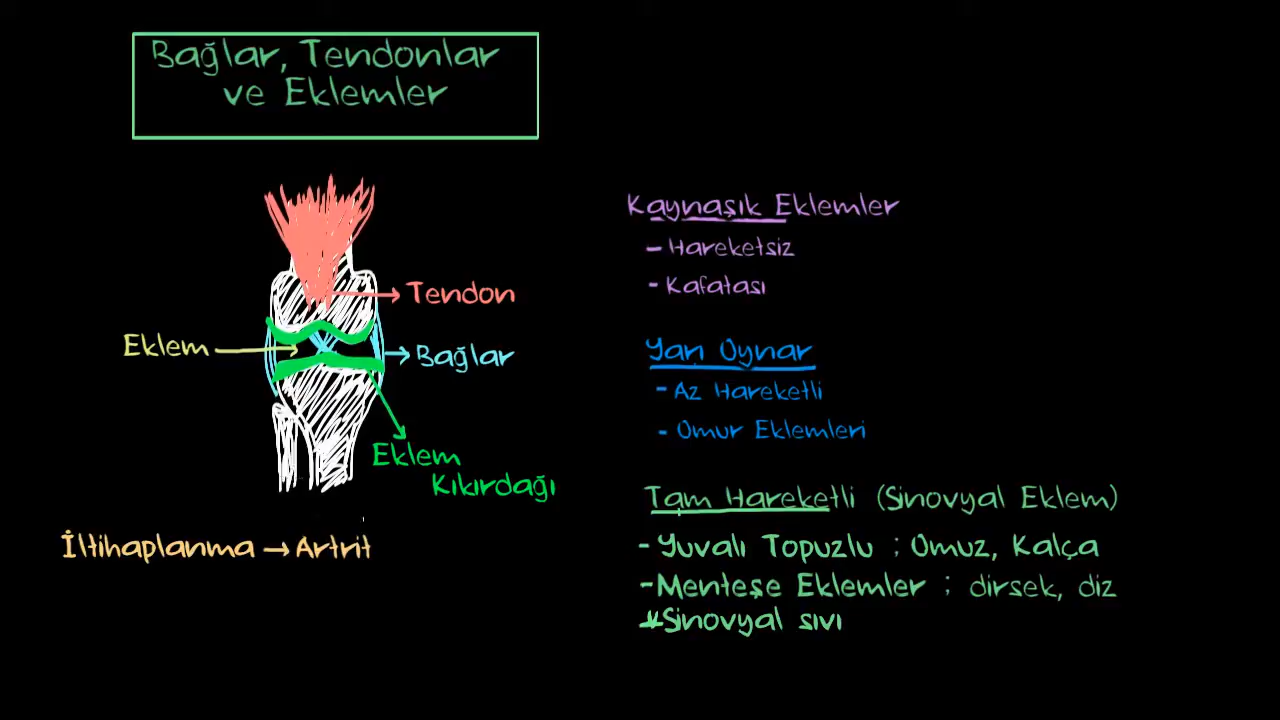 Bağlar, Tendonlar
ve Eklemler
Tendon
Eklem
Bağlar
Eklem
Kıkırdağı
İltihaplanma → Artrit
Kaynaşık Eklemler
- Hareketsiz
- Kafatası
Yarı Oynar
- Az Hareketli
- Omur Eklemleri
Tam Hareketli (Sinovyal Eklem)
- Yuvalı Topuzlu ; Omuz, Kalça
- Menteşe Eklemler ; dirsek, diz
* Sinovyal sıvı